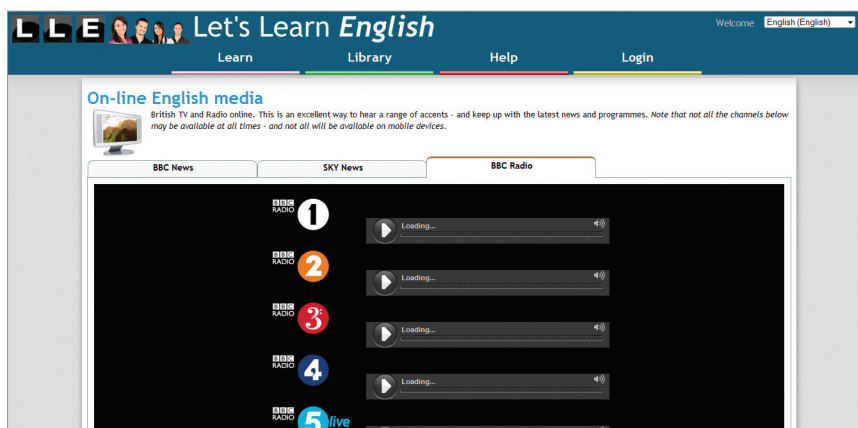 LLE Let's Learn English
Welcome English (English)
Learn Library Help Login
On-line English media
British TV and Radio online. This is an excellent way to hear a range of accents - and keep up with the latest news and programmes. Note that not all the channels below
may be available at all times - and not all will be available on mobile devices.
BBC News SKY News BBC Radio
BBC RADIO 1
Loading...
BBC RADIO 2
Loading...
BBC RADIO 3
Loading...
BBC RADIO 4
Loading...
BBC RADIO 5 live